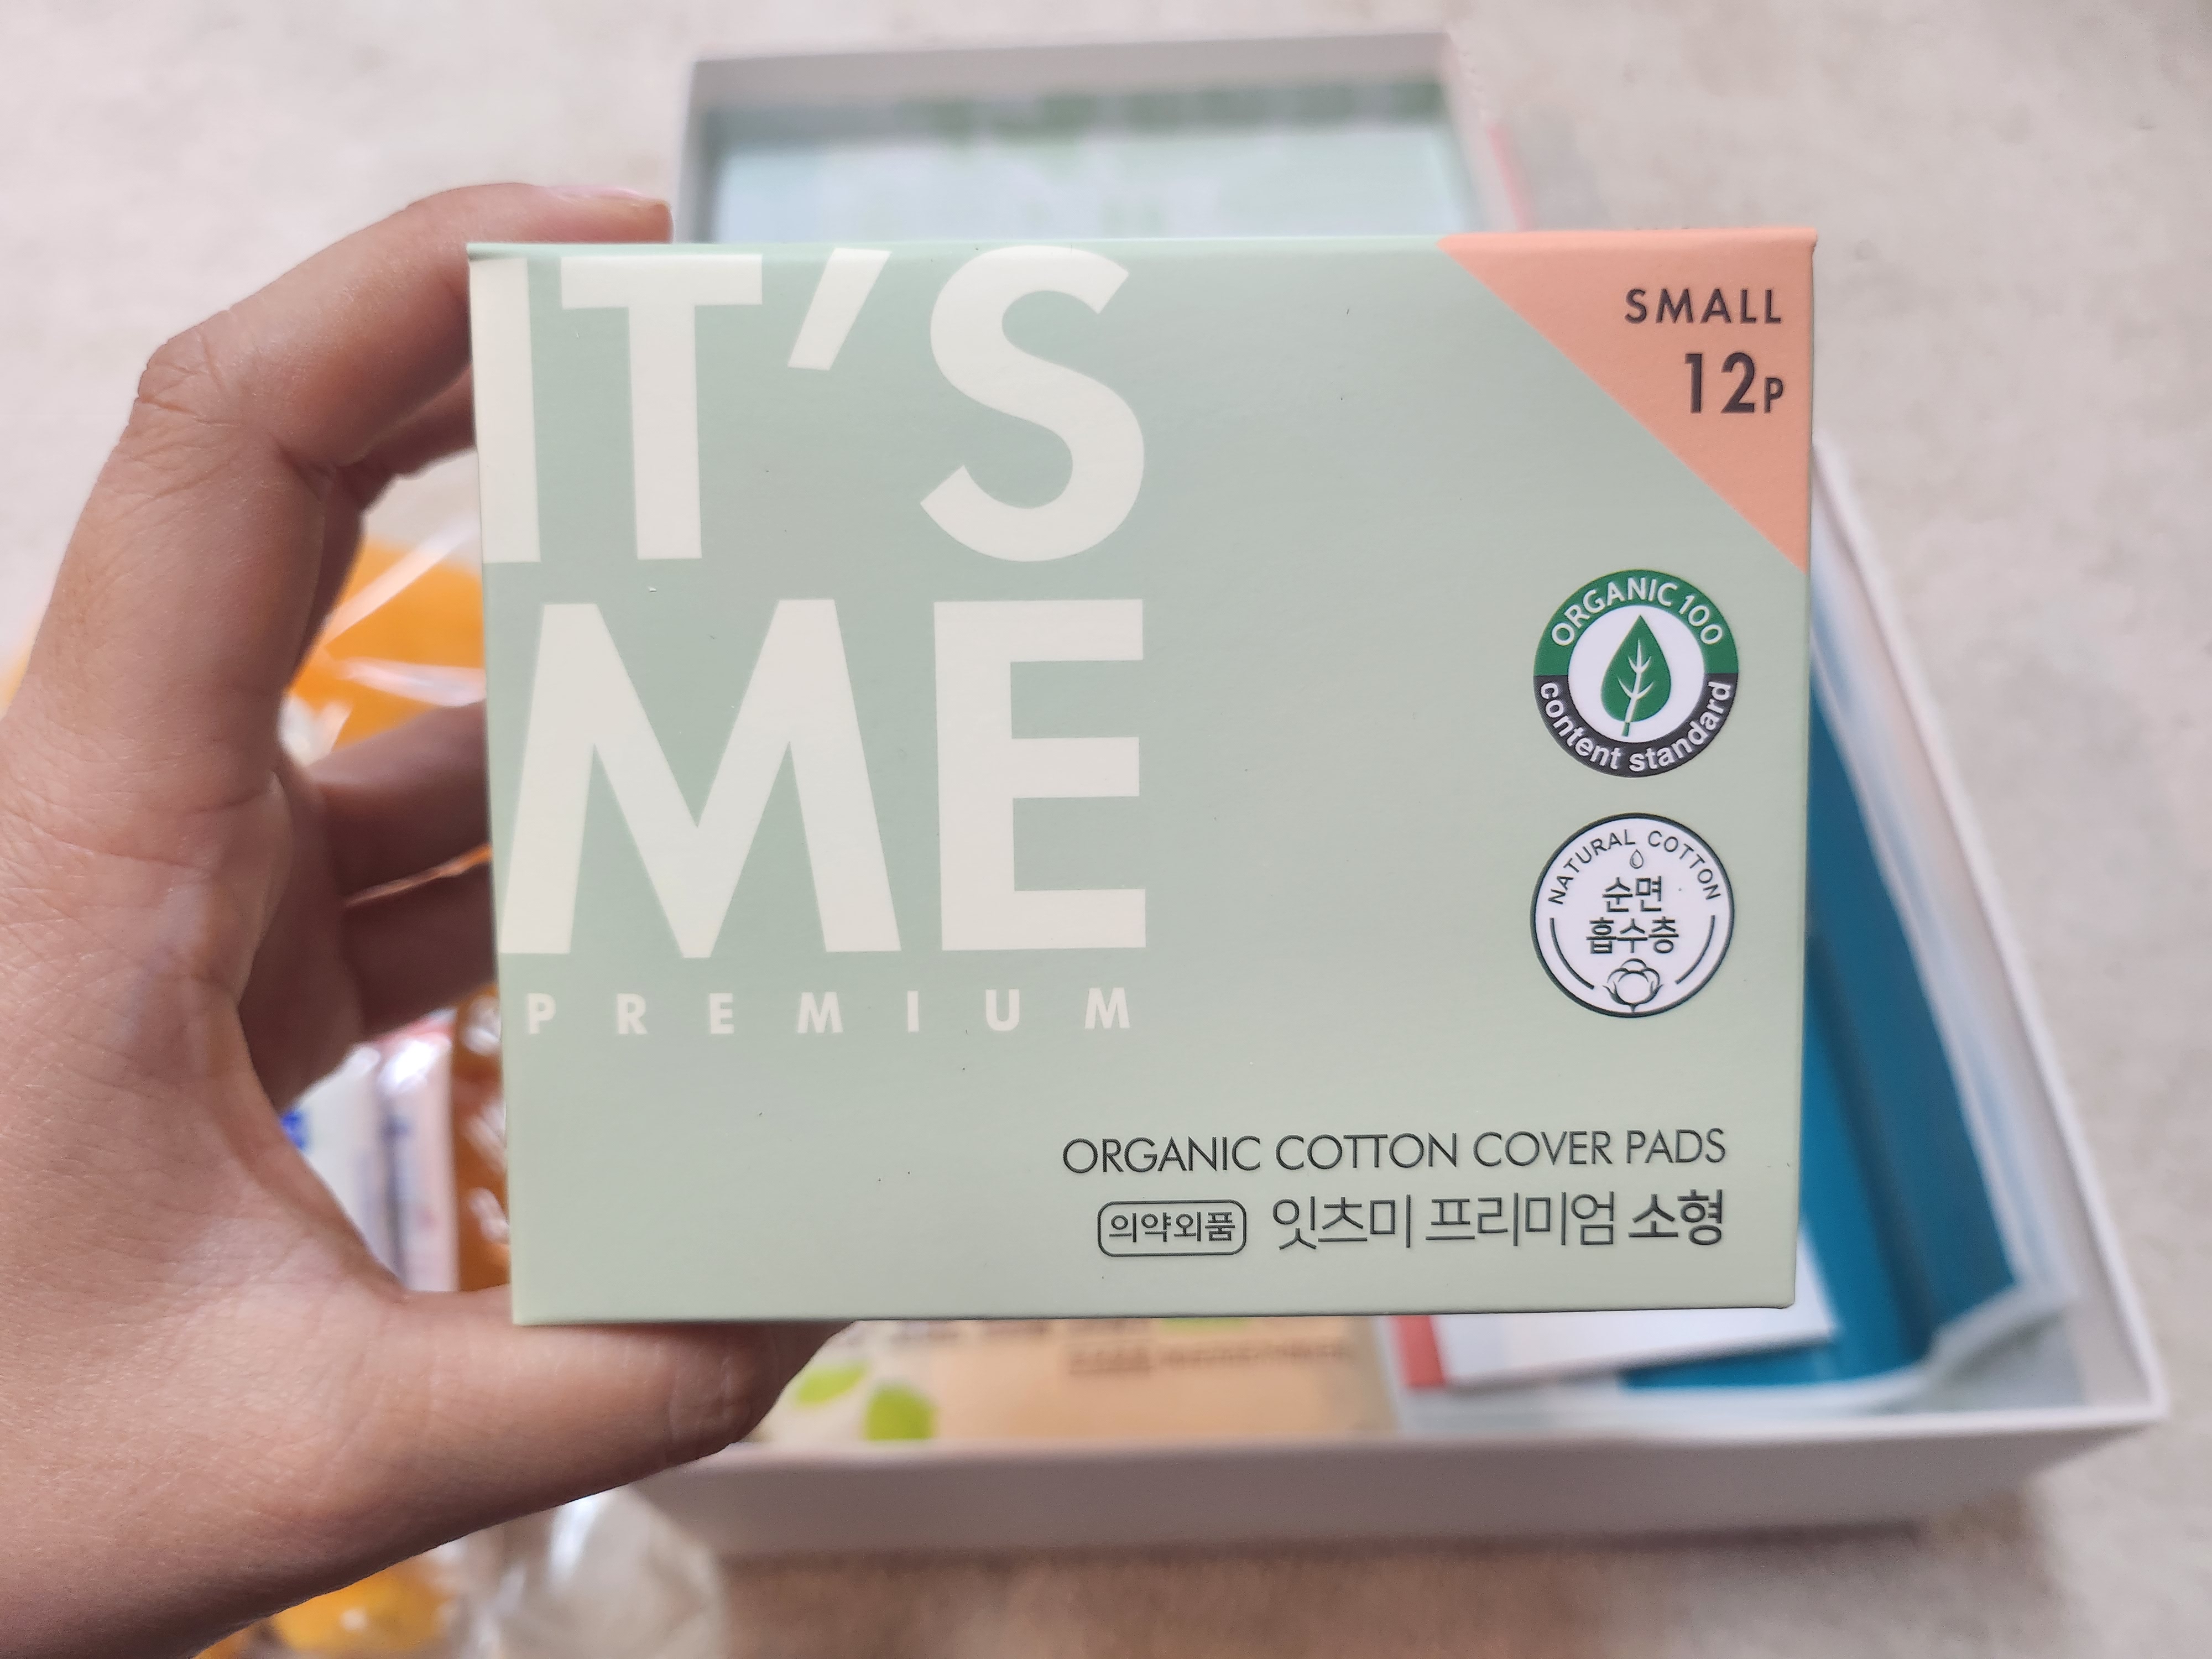 IT'S
ME
PREMIUM
SMALL
12P
ORGANIC 100
content standard
NATURAL COTTON
순면
흡수층
ORGANIC COTTON COVER PADS
의약외품 잇츠미 프리미엄 소형